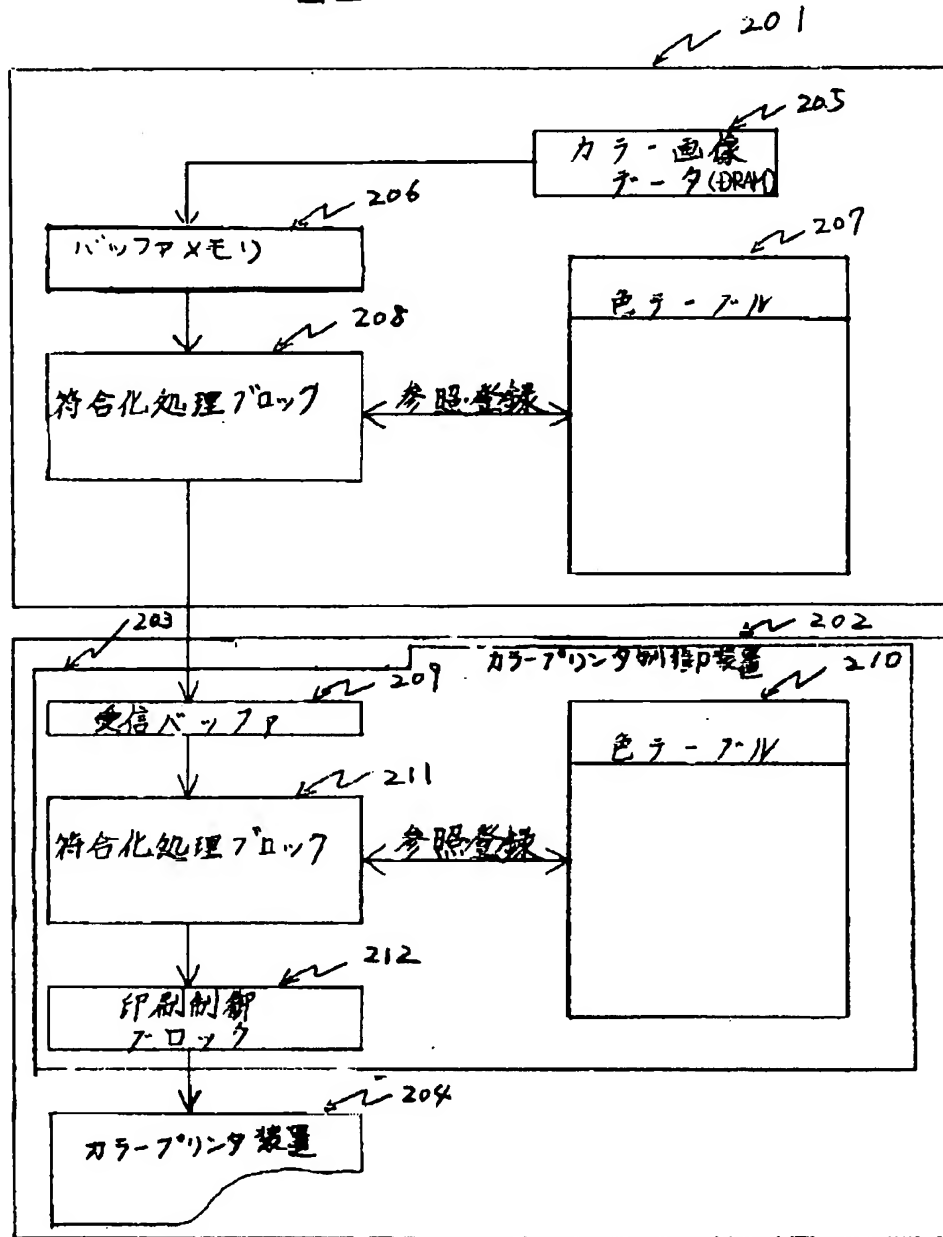 201
205
カラー画像
データ(DRAM)
206
バッファメモリ
207
色テーブル
208
符合化処理ブロック
参照・登録
203
202
カラープリンタ制御装置
209
受信バッファ
210
色テーブル
211
符合化処理ブロック
参照登録
212
印刷制御
ブロック
204
カラープリンタ装置